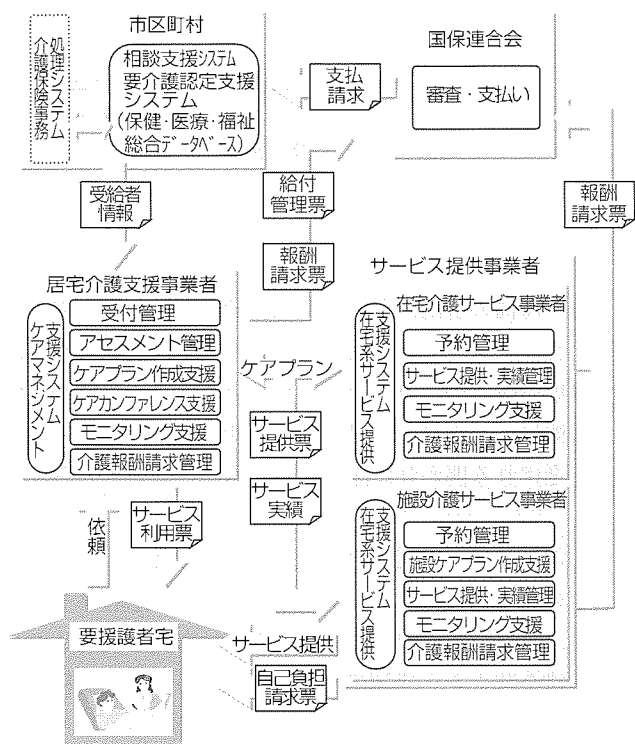 市区町村
介護保険事務
処理システム
相談支援システム
要介護認定支援
システム
(保健・医療・福祉
総合データベース)
国保連合会
審査・支払い
支払
請求
受給者
情報
給付
管理票
報酬
請求票
報酬
請求票
居宅介護支援事業者
ケアマネジメント
支援システム
受付管理
アセスメント管理
ケアプラン作成支援
ケアカンファレンス支援
モニタリング支援
介護報酬請求管理
ケアプラン
サービス
提供票
サービス
実績
サービス提供事業者
在宅介護サービス事業者
在宅系サービス提供
支援システム
予約管理
サービス提供・実績管理
モニタリング支援
介護報酬請求管理
施設介護サービス事業者
在宅系サービス提供
支援システム
予約管理
施設ケアプラン作成支援
サービス提供・実績管理
モニタリング支援
介護報酬請求管理
依頼
サービス
利用票
要援護者宅
サービス提供
自己負担
請求票